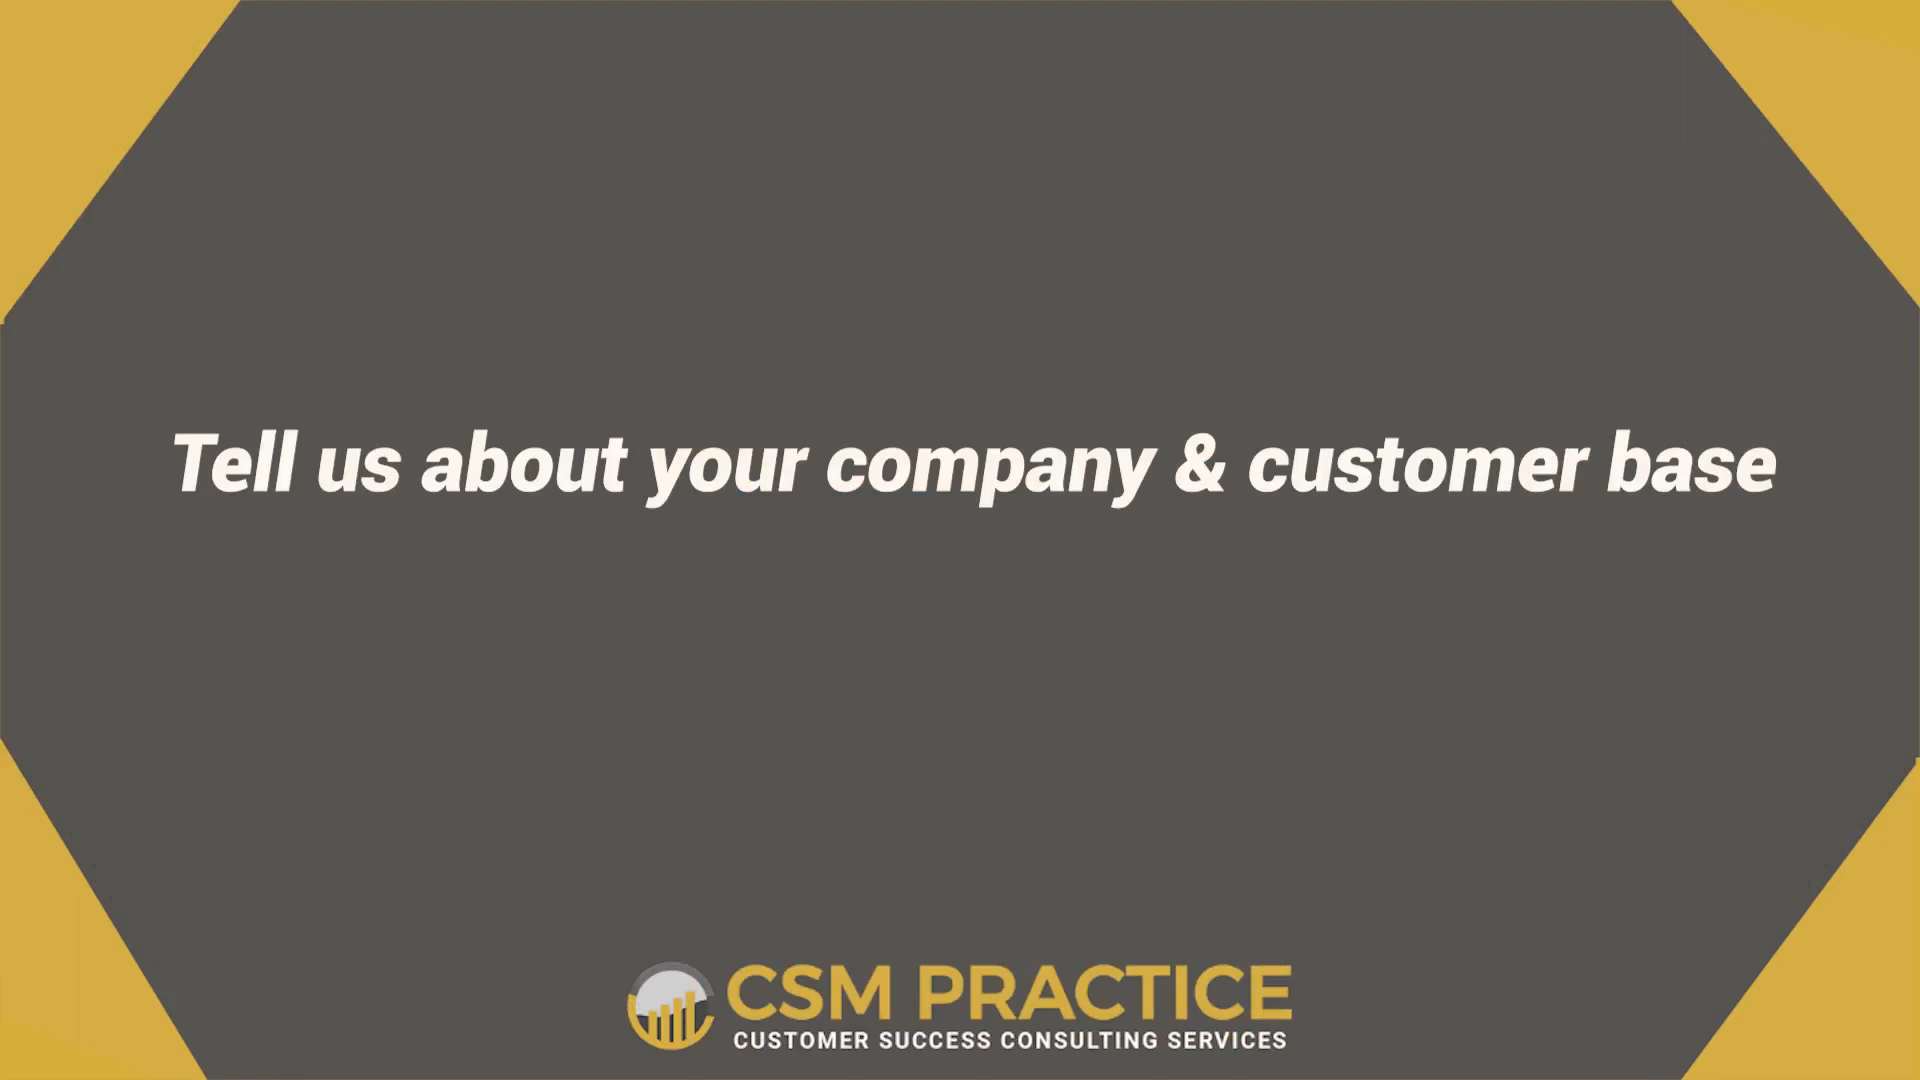 Tell us about your company & customer base
CSM PRACTICE
CUSTOMER SUCCESS CONSULTING SERVICES